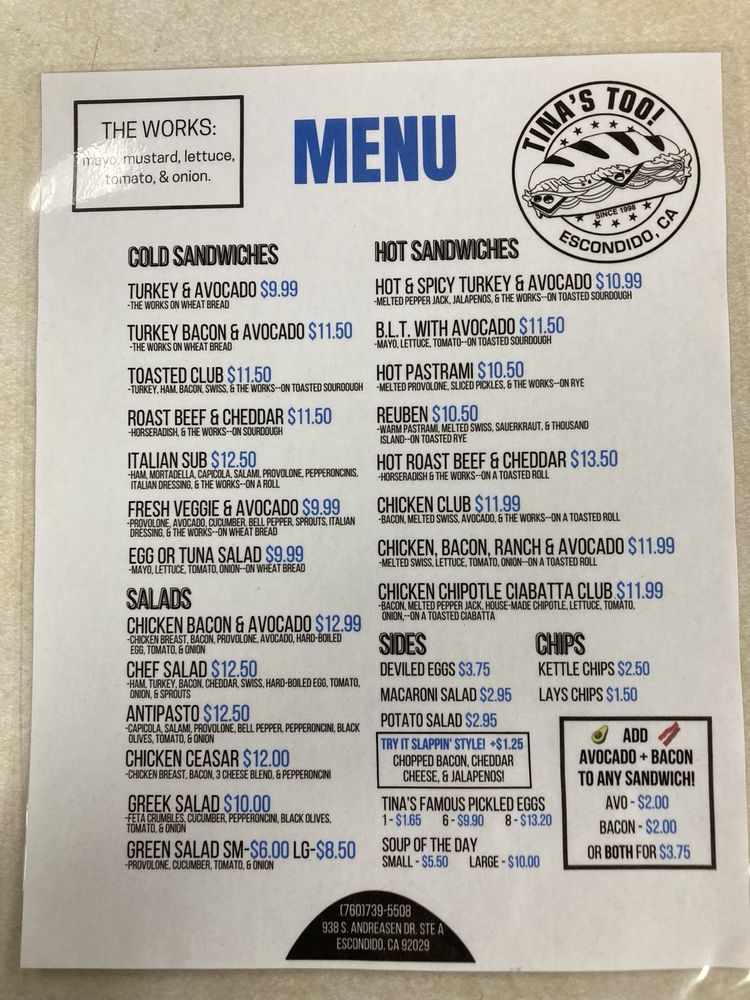 THE WORKS:
mayo, mustard, lettuce,
tomato, & onion.
MENU
TINA'S TOO!
SINCE 1998
ESCONDIDO, CA
COLD SANDWICHES
TURKEY & AVOCADO $9.99
-THE WORKS ON WHEAT BREAD
TURKEY BACON & AVOCADO $11.50
-THE WORKS ON WHEAT BREAD
TOASTED CLUB $11.50
-TURKEY, HAM, BACON, SWISS, & THE WORKS--ON TOASTED SOURDOUGH
ROAST BEEF & CHEDDAR $11.50
-HORSERADISH, & THE WORKS--ON SOURDOUGH
ITALIAN SUB $12.50
-HAM, MORTADELLA, CAPICOLA, SALAMI, PROVOLONE, PEPPERONCINIS,
ITALIAN DRESSING, & THE WORKS--ON A ROLL
FRESH VEGGIE & AVOCADO $9.99
-PROVOLONE, AVOCADO, CUCUMBER, BELL PEPPER, SPROUTS, ITALIAN
DRESSING, & THE WORKS--ON WHEAT BREAD
EGG OR TUNA SALAD $9.99
-MAYO, LETTUCE, TOMATO, ONION--ON WHEAT BREAD
SALADS
CHICKEN BACON & AVOCADO $12.99
-CHICKEN BREAST, BACON, PROVOLONE, AVOCADO, HARD-BOILED
EGG, TOMATO, & ONION
CHEF SALAD $12.50
-HAM, TURKEY, BACON, CHEDDAR, SWISS, HARD-BOILED EGG, TOMATO,
ONION, & SPROUTS
ANTIPASTO $12.50
-CAPICOLA, SALAMI, PROVOLONE, BELL PEPPER, PEPPERONCINI, BLACK
OLIVES, TOMATO, & ONION
CHICKEN CEASAR $12.00
-CHICKEN BREAST, BACON, 3 CHEESE BLEND, & PEPPERONCINI
GREEK SALAD $10.00
-FETA CRUMBLES, CUCUMBER, PEPPERONCINI, BLACK OLIVES,
TOMATO, & ONION
GREEN SALAD SM-$6.00 LG-$8.50
-PROVOLONE, CUCUMBER, TOMATO, & ONION
HOT SANDWICHES
HOT & SPICY TURKEY & AVOCADO $10.99
-MELTED PEPPER JACK, JALAPENOS, & THE WORKS--ON TOASTED SOURDOUGH
B.L.T. WITH AVOCADO $11.50
-MAYO, LETTUCE, TOMATO--ON TOASTED SOURDOUGH
HOT PASTRAMI $10.50
-MELTED PROVOLONE, SLICED PICKLES, & THE WORKS--ON RYE
REUBEN $10.50
-WARM PASTRAMI, MELTED SWISS, SAUERKRAUT, & THOUSAND
ISLAND--ON TOASTED RYE
HOT ROAST BEEF & CHEDDAR $13.50
-HORSERADISH & THE WORKS--ON A TOASTED ROLL
CHICKEN CLUB $11.99
-BACON, MELTED SWISS, AVOCADO, & THE WORKS--ON A TOASTED ROLL
CHICKEN, BACON, RANCH & AVOCADO $11.99
-MELTED SWISS, LETTUCE, TOMATO, ONION--ON A TOASTED ROLL
CHICKEN CHIPOTLE CIABATTA CLUB $11.99
-BACON, MELTED PEPPER JACK, HOUSE-MADE CHIPOTLE, LETTUCE, TOMATO,
ONION,--ON A TOASTED CIABATTA
SIDES
DEVILED EGGS $3.75
MACARONI SALAD $2.95
POTATO SALAD $2.95
TRY IT SLAPPIN' STYLE! +$1.25
CHOPPED BACON, CHEDDAR
CHEESE, & JALAPENOS!
TINA'S FAMOUS PICKLED EGGS
1 - $1.65 6 - $9.90 8 - $13.20
SOUP OF THE DAY
SMALL - $5.50 LARGE - $10.00
CHIPS
KETTLE CHIPS $2.50
LAYS CHIPS $1.50
ADD
AVOCADO + BACON
TO ANY SANDWICH!
AVO - $2.00
BACON - $2.00
OR BOTH FOR $3.75
(760)739-5508
938 S. ANDREASEN DR. STE A
ESCONDIDO, CA 92029